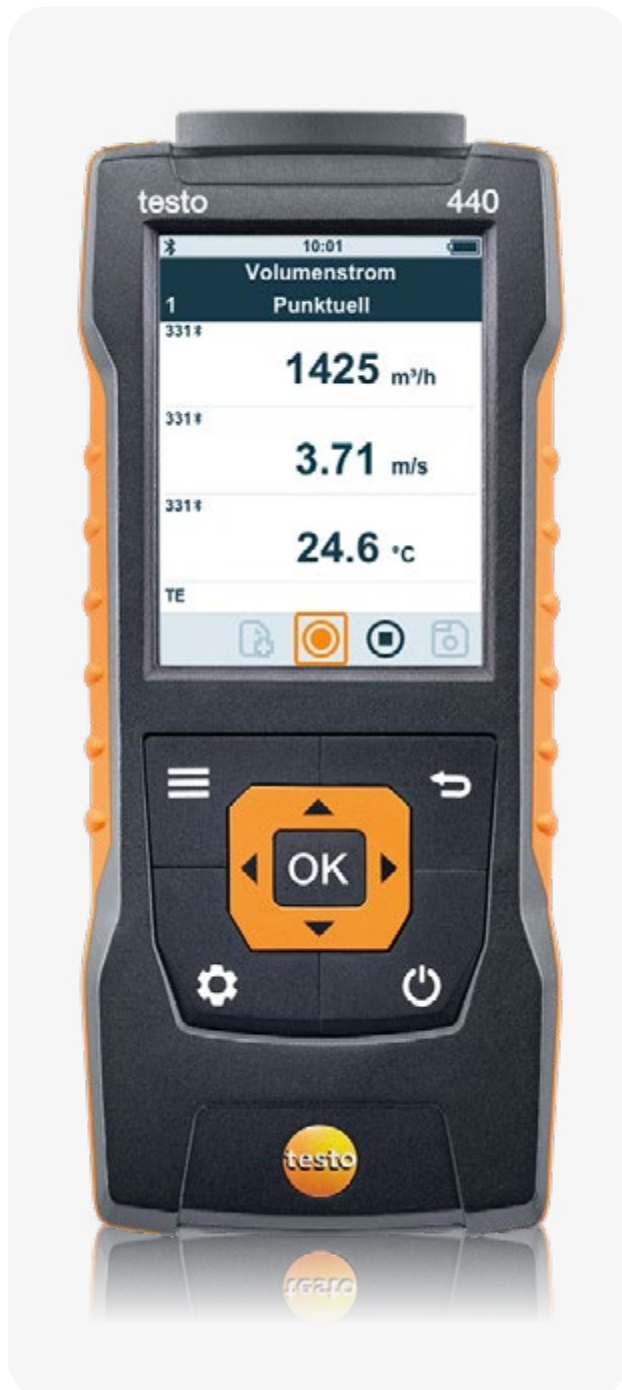 testo 440
10:01
Volumenstrom
1 Punktuell
331
1425 m³/h
331
3.71 m/s
331
24.6 °C
TE
OK
testo